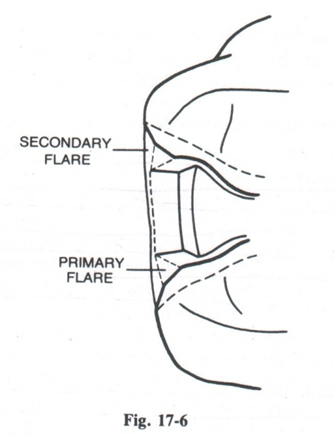 SECONDARY
FLARE
PRIMARY
FLARE
Fig. 17-6